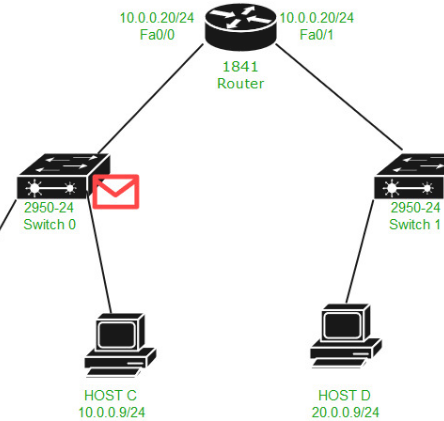 10.0.0.20/24
Fa0/0
10.0.0.20/24
Fa0/1
1841
Router
2950-24
Switch 0
2950-24
Switch 1
HOST C
10.0.0.9/24
HOST D
20.0.0.9/24